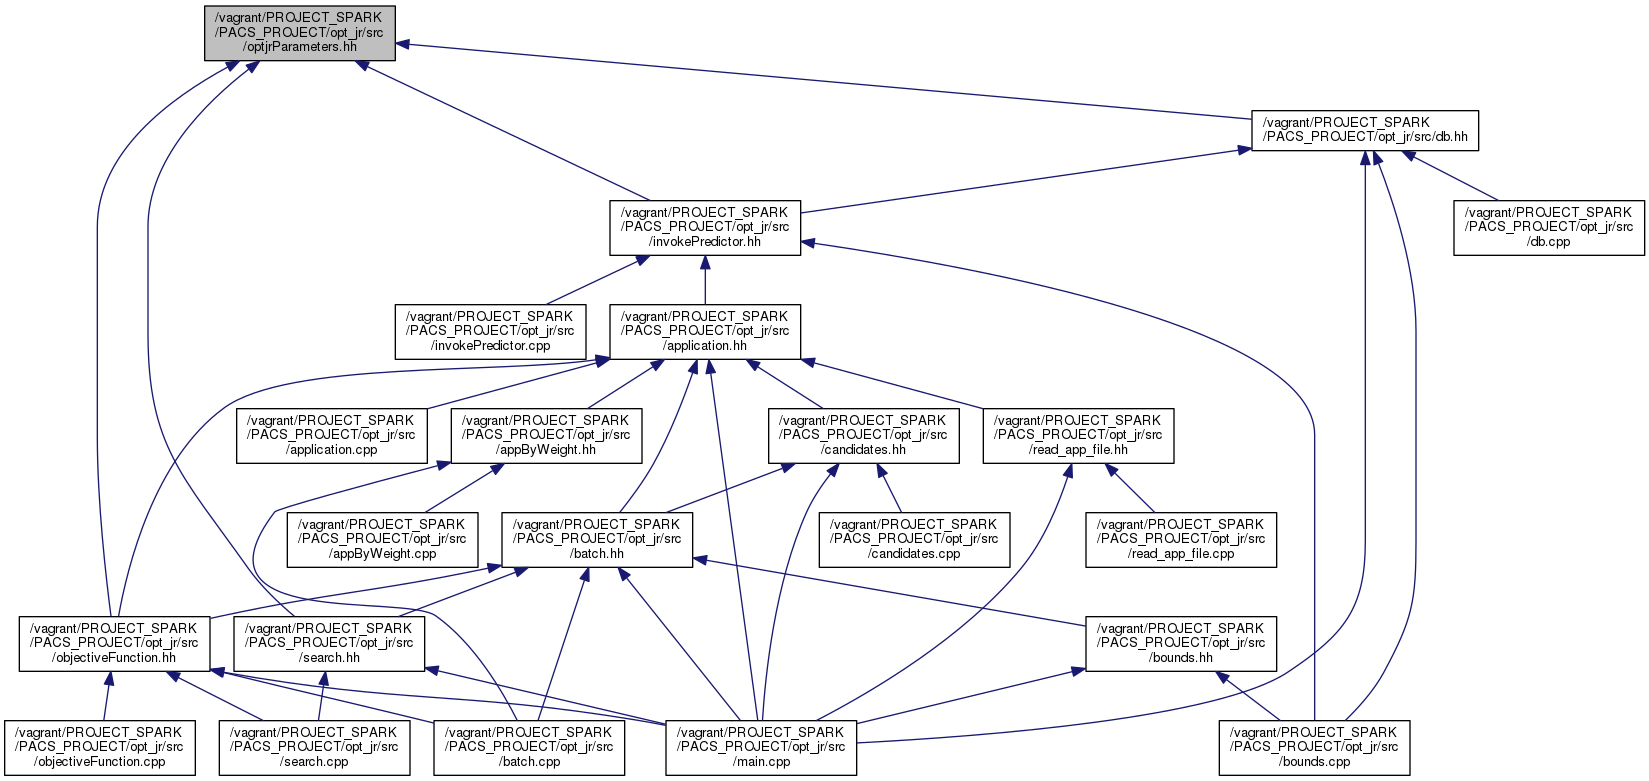 /vagrant/PROJECT_SPARK
/PACS_PROJECT/opt_jr/src
/optjrParameters.hh
/vagrant/PROJECT_SPARK
/PACS_PROJECT/opt_jr/src/db.hh
/vagrant/PROJECT_SPARK
/PACS_PROJECT/opt_jr/src
/invokePredictor.hh
/vagrant/PROJECT_SPARK
/PACS_PROJECT/opt_jr/src
/db.cpp
/vagrant/PROJECT_SPARK
/PACS_PROJECT/opt_jr/src
/invokePredictor.cpp
/vagrant/PROJECT_SPARK
/PACS_PROJECT/opt_jr/src
/application.hh
/vagrant/PROJECT_SPARK
/PACS_PROJECT/opt_jr/src
/application.cpp
/vagrant/PROJECT_SPARK
/PACS_PROJECT/opt_jr/src
/appByWeight.hh
/vagrant/PROJECT_SPARK
/PACS_PROJECT/opt_jr/src
/candidates.hh
/vagrant/PROJECT_SPARK
/PACS_PROJECT/opt_jr/src
/read_app_file.hh
/vagrant/PROJECT_SPARK
/PACS_PROJECT/opt_jr/src
/appByWeight.cpp
/vagrant/PROJECT_SPARK
/PACS_PROJECT/opt_jr/src
/batch.hh
/vagrant/PROJECT_SPARK
/PACS_PROJECT/opt_jr/src
/candidates.cpp
/vagrant/PROJECT_SPARK
/PACS_PROJECT/opt_jr/src
/read_app_file.cpp
/vagrant/PROJECT_SPARK
/PACS_PROJECT/opt_jr/src
/objectiveFunction.hh
/vagrant/PROJECT_SPARK
/PACS_PROJECT/opt_jr/src
/search.hh
/vagrant/PROJECT_SPARK
/PACS_PROJECT/opt_jr/src
/bounds.hh
/vagrant/PROJECT_SPARK
/PACS_PROJECT/opt_jr/src
/objectiveFunction.cpp
/vagrant/PROJECT_SPARK
/PACS_PROJECT/opt_jr/src
/search.cpp
/vagrant/PROJECT_SPARK
/PACS_PROJECT/opt_jr/src
/batch.cpp
/vagrant/PROJECT_SPARK
/PACS_PROJECT/opt_jr/src
/main.cpp
/vagrant/PROJECT_SPARK
/PACS_PROJECT/opt_jr/src
/bounds.cpp